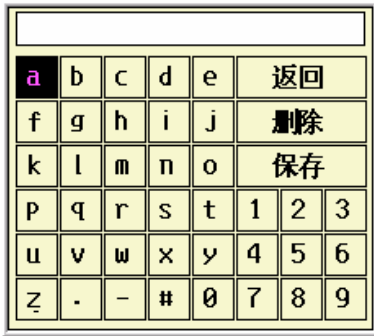 a b c d e 返回
f g h i j 删除
k l m n o 保存
p q r s t 1 2 3
u v w x y 4 5 6
z . - # 0 7 8 9